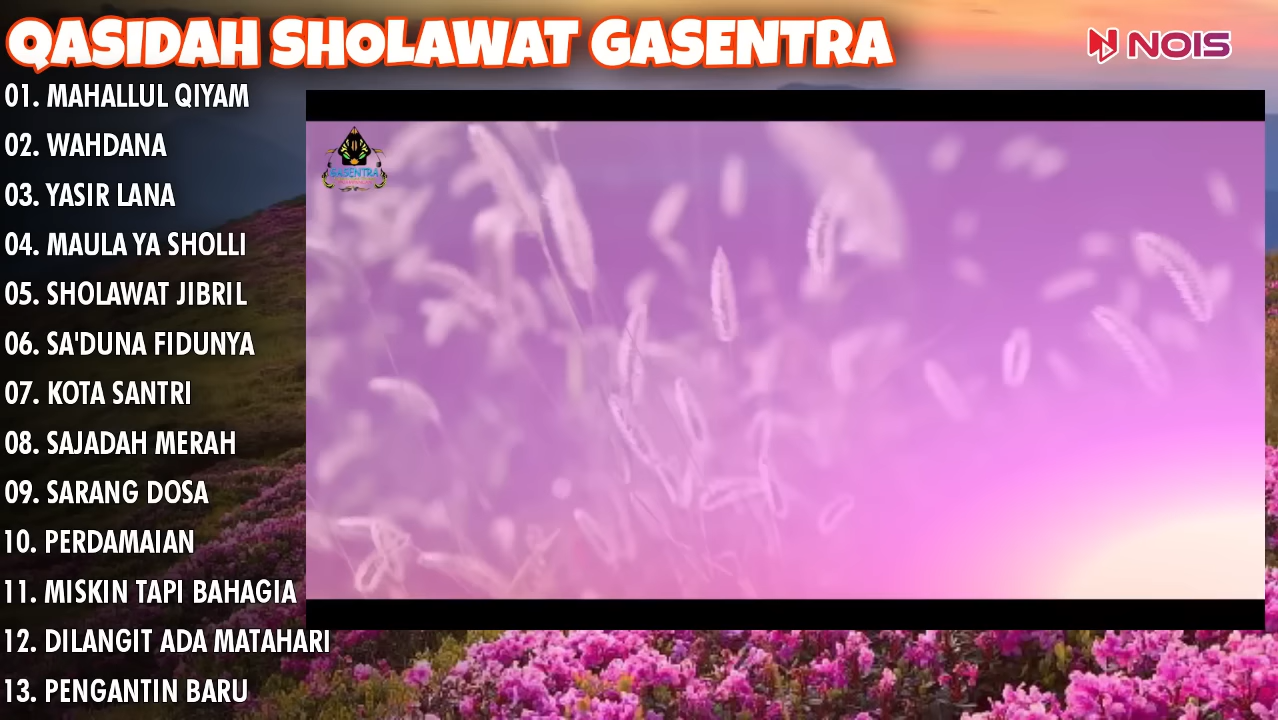 QASIDAH SHOLAWAT GASENTRA
NOIS
01. MAHALLUL QIYAM
02. WAHDANA
03. YASIR LANA
04. MAULA YA SHOLLI
05. SHOLAWAT JIBRIL
06. SA'DUNA FIDUNYA
07. KOTA SANTRI
08. SAJADAH MERAH
09. SARANG DOSA
10. PERDAMAIAN
11. MISKIN TAPI BAHAGIA
12. DILANGIT ADA MATAHARI
13. PENGANTIN BARU
GASENTRA